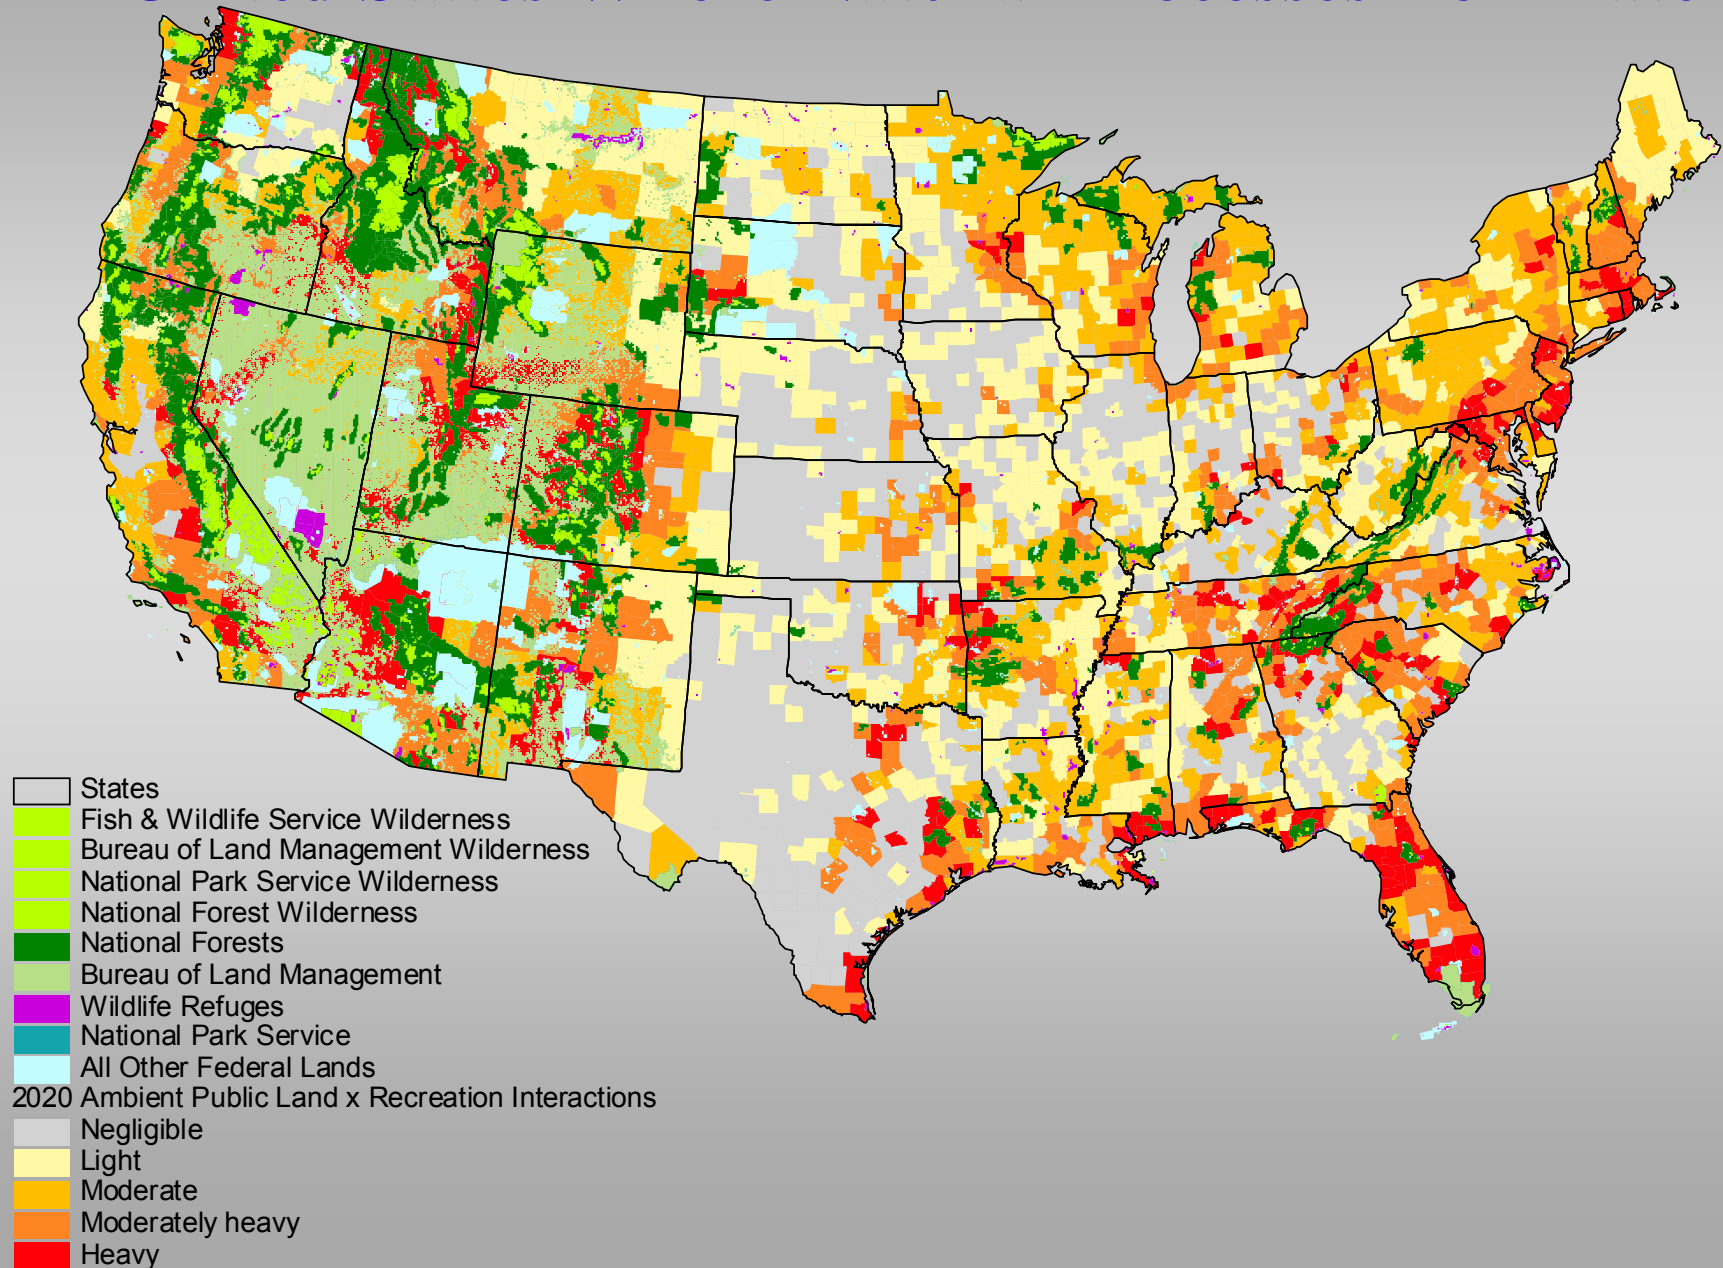 States
Fish & Wildlife Service Wilderness
Bureau of Land Management Wilderness
National Park Service Wilderness
National Forest Wilderness
National Forests
Bureau of Land Management
Wildlife Refuges
National Park Service
All Other Federal Lands
2020 Ambient Public Land x Recreation Interactions
Negligible
Light
Moderate
Moderately heavy
Heavy